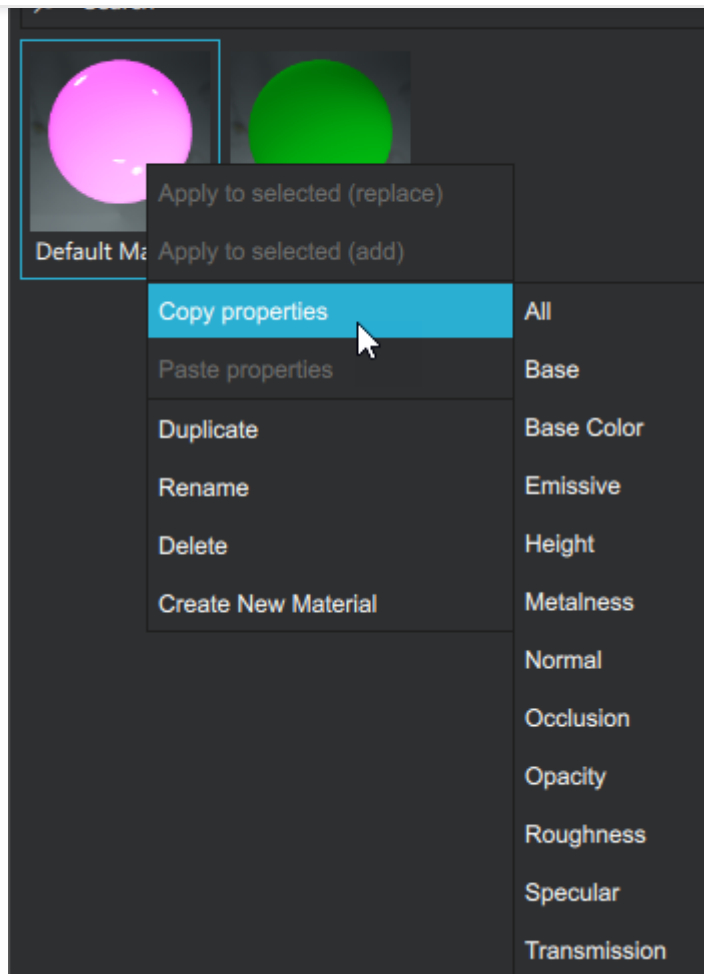 Default Ma
Apply to selected (replace)
Apply to selected (add)
Copy properties
Paste properties
Duplicate
Rename
Delete
Create New Material
All
Base
Base Color
Emissive
Height
Metalness
Normal
Occlusion
Opacity
Roughness
Specular
Transmission